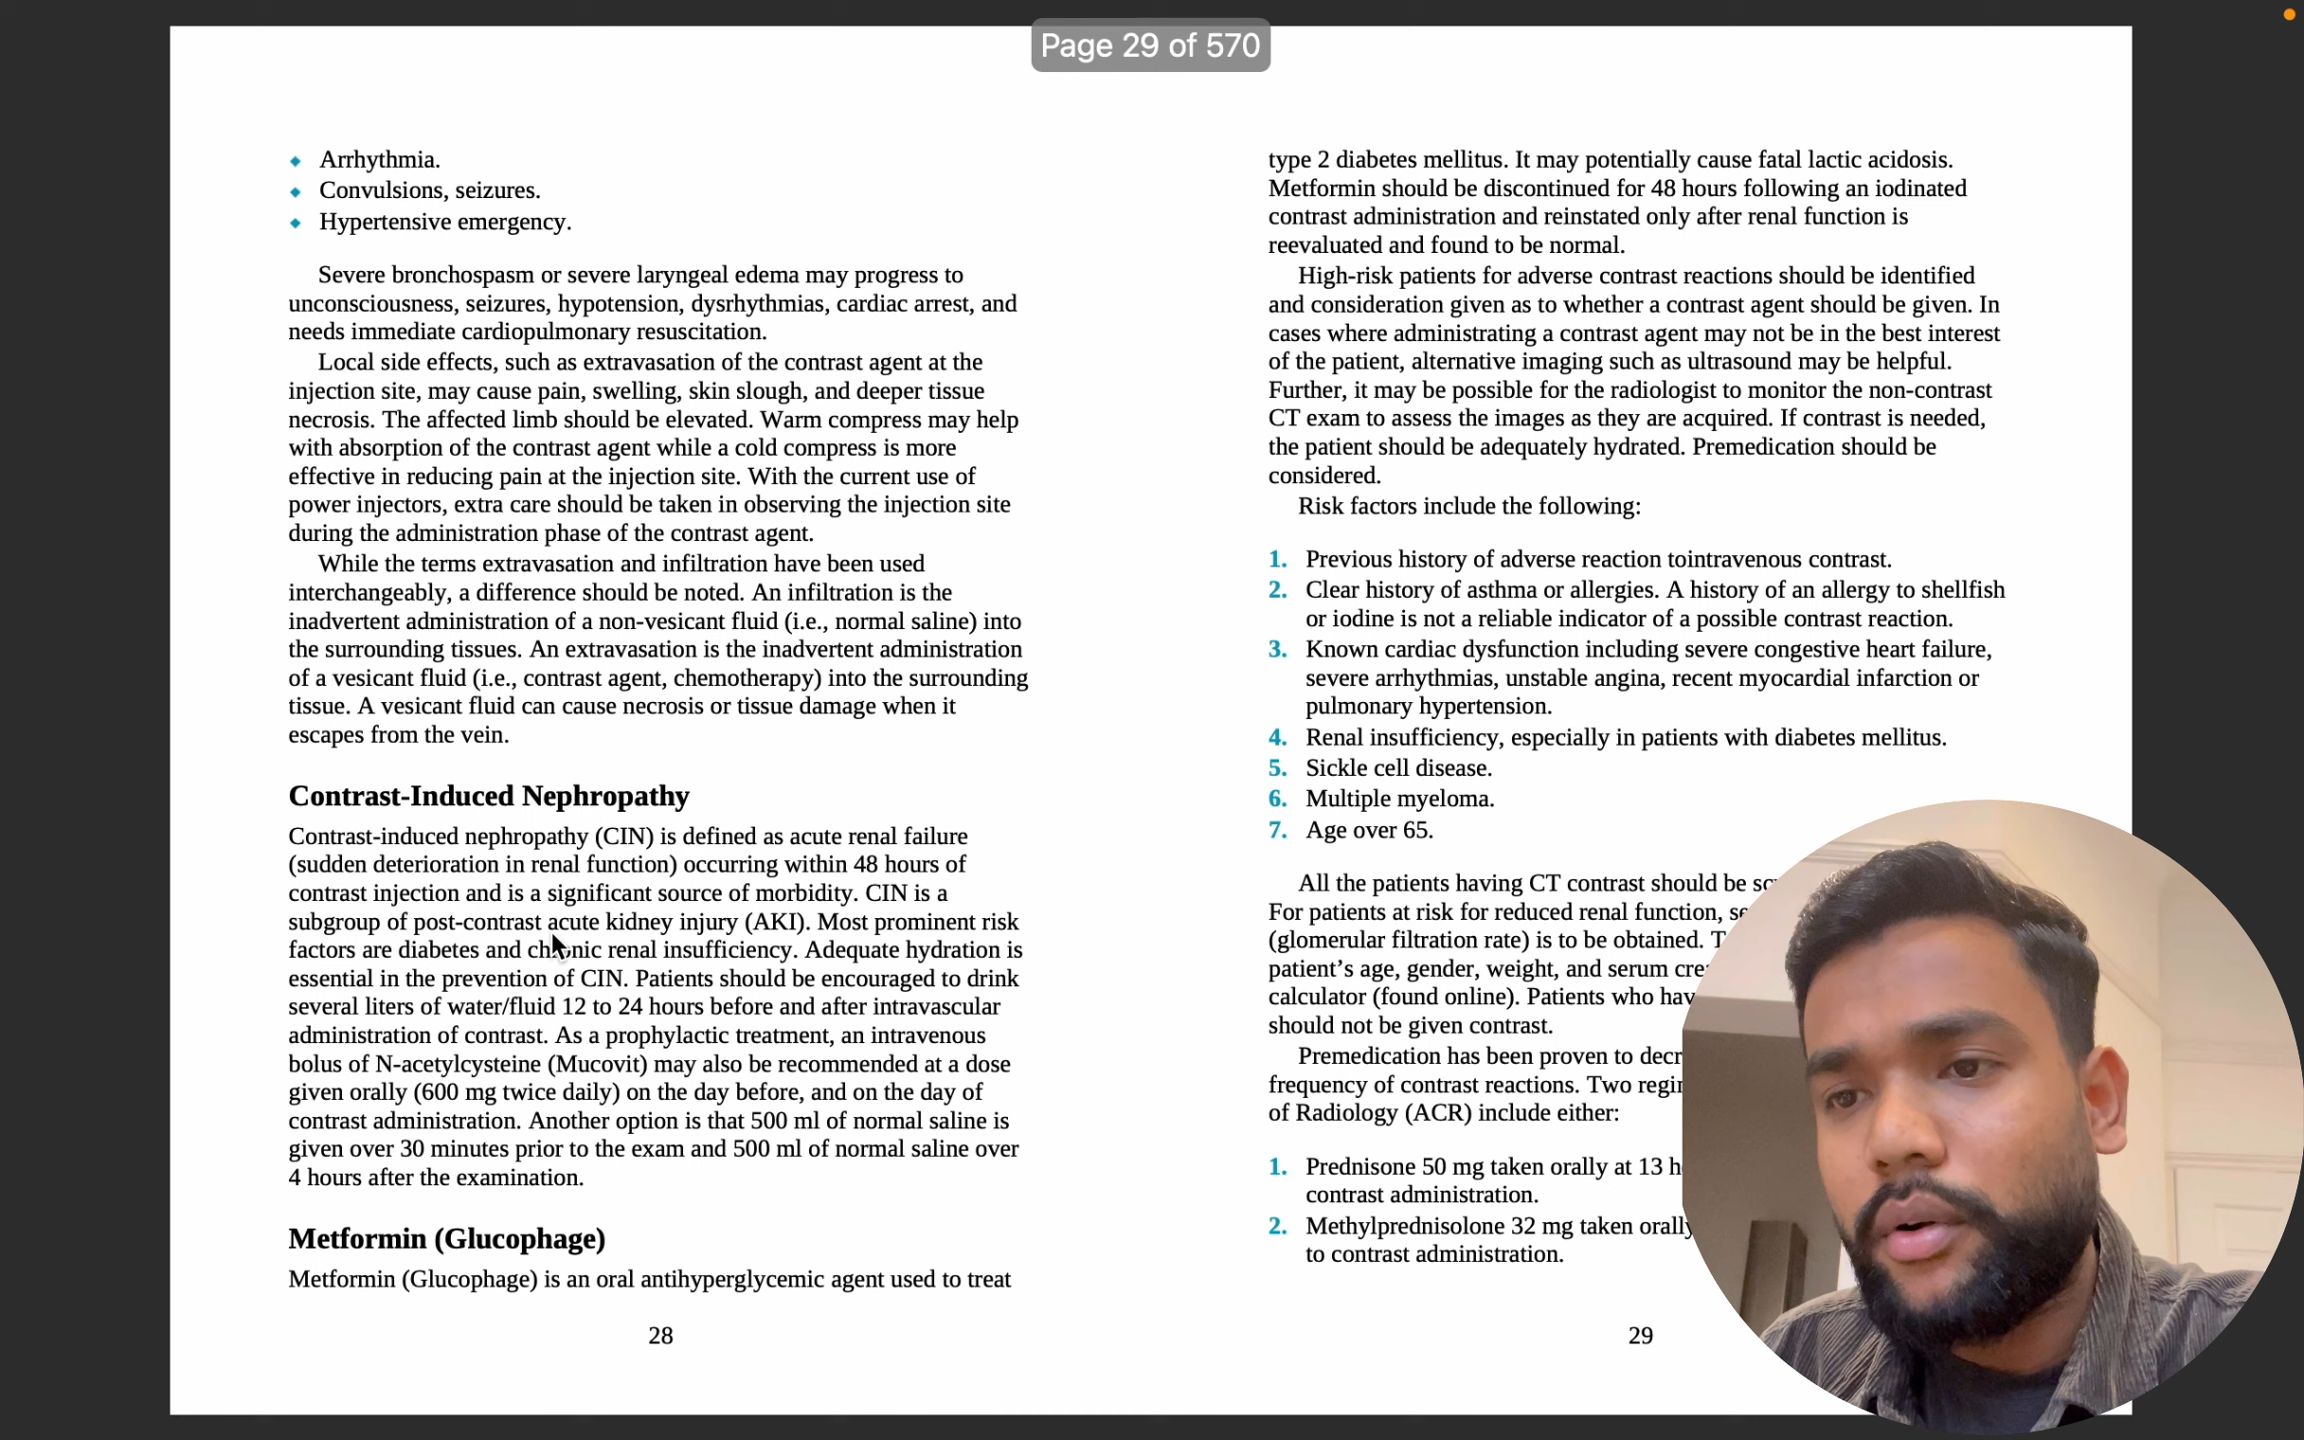 Page 29 of 570
Arrhythmia.
Convulsions, seizures.
Hypertensive emergency.
Severe bronchospasm or severe laryngeal edema may progress to
unconsciousness, seizures, hypotension, dysrhythmias, cardiac arrest, and
needs immediate cardiopulmonary resuscitation.
Local side effects, such as extravasation of the contrast agent at the
injection site, may cause pain, swelling, skin slough, and deeper tissue
necrosis. The affected limb should be elevated. Warm compress may help
with absorption of the contrast agent while a cold compress is more
effective in reducing pain at the injection site. With the current use of
power injectors, extra care should be taken in observing the injection site
during the administration phase of the contrast agent.
While the terms extravasation and infiltration have been used
interchangeably, a difference should be noted. An infiltration is the
inadvertent administration of a non-vesicant fluid (i.e., normal saline) into
the surrounding tissues. An extravasation is the inadvertent administration
of a vesicant fluid (i.e., contrast agent, chemotherapy) into the surrounding
tissue. A vesicant fluid can cause necrosis or tissue damage when it
escapes from the vein.
Contrast-Induced Nephropathy
Contrast-induced nephropathy (CIN) is defined as acute renal failure
(sudden deterioration in renal function) occurring within 48 hours of
contrast injection and is a significant source of morbidity. CIN is a
subgroup of post-contrast acute kidney injury (AKI). Most prominent risk
factors are diabetes and chronic renal insufficiency. Adequate hydration is
essential in the prevention of CIN. Patients should be encouraged to drink
several liters of water/fluid 12 to 24 hours before and after intravascular
administration of contrast. As a prophylactic treatment, an intravenous
bolus of N-acetylcysteine (Mucovit) may also be recommended at a dose
given orally (600 mg twice daily) on the day before, and on the day of
contrast administration. Another option is that 500 ml of normal saline is
given over 30 minutes prior to the exam and 500 ml of normal saline over
4 hours after the examination.
Metformin (Glucophage)
Metformin (Glucophage) is an oral antihyperglycemic agent used to treat
28
type 2 diabetes mellitus. It may potentially cause fatal lactic acidosis.
Metformin should be discontinued for 48 hours following an iodinated
contrast administration and reinstated only after renal function is
reevaluated and found to be normal.
High-risk patients for adverse contrast reactions should be identified
and consideration given as to whether a contrast agent should be given. In
cases where administrating a contrast agent may not be in the best interest
of the patient, alternative imaging such as ultrasound may be helpful.
Further, it may be possible for the radiologist to monitor the non-contrast
CT exam to assess the images as they are acquired. If contrast is needed,
the patient should be adequately hydrated. Premedication should be
considered.
Risk factors include the following:
1. Previous history of adverse reaction tointravenous contrast.
2. Clear history of asthma or allergies. A history of an allergy to shellfish
or iodine is not a reliable indicator of a possible contrast reaction.
3. Known cardiac dysfunction including severe congestive heart failure,
severe arrhythmias, unstable angina, recent myocardial infarction or
pulmonary hypertension.
4. Renal insufficiency, especially in patients with diabetes mellitus.
5. Sickle cell disease.
6. Multiple myeloma.
7. Age over 65.
All the patients having CT contrast should be
For patients at risk for reduced renal function,
(glomerular filtration rate) is to be obtained.
patient's age, gender, weight, and serum
calculator (found online). Patients who
should not be given contrast.
Premedication has been proven to
frequency of contrast reactions. Two
of Radiology (ACR) include either:
1. Prednisone 50 mg taken orally at 13
contrast administration.
2. Methylprednisolone 32 mg taken orally
to contrast administration.
29